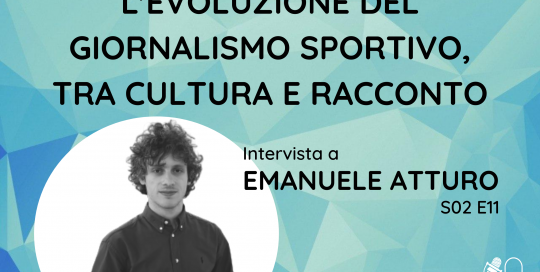 L'EVOLUZIONE DEL
GIORNALISMO SPORTIVO,
TRA CULTURA E RACCONTO
Intervista a
EMANUELE ATTURO
S02 E11